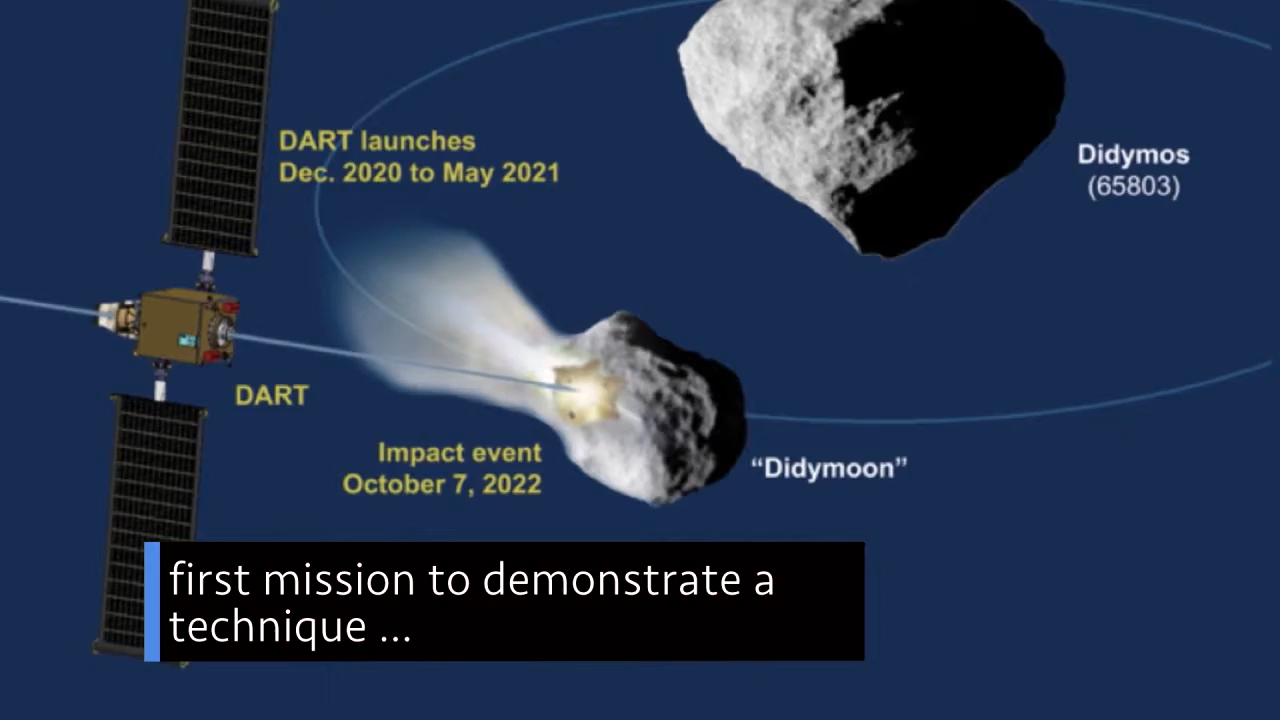 DART launches
Dec. 2020 to May 2021
Didymos
(65803)
DART
Impact event
October 7, 2022
“Didymoon”
first mission to demonstrate a
technique ...